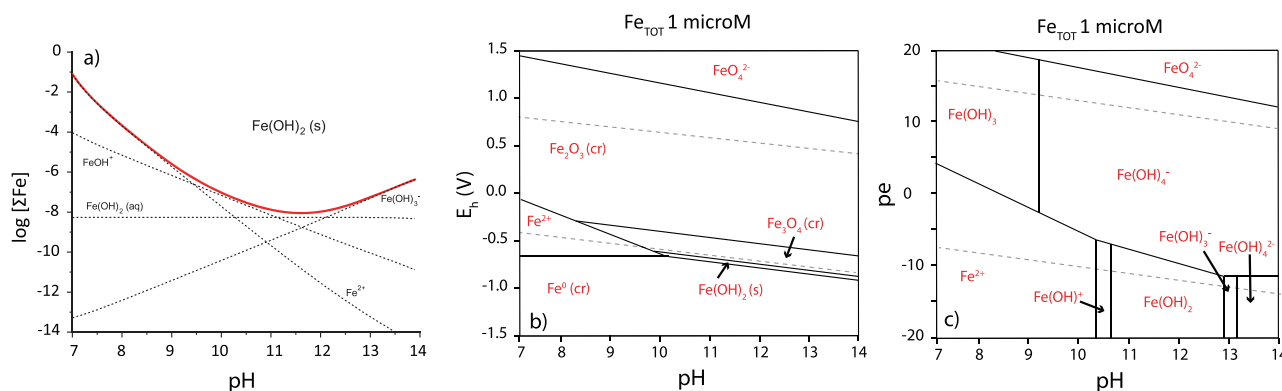 a)
log [ΣFe]
0
-2
-4
-6
-8
-10
-12
-14
Fe(OH)₂ (s)
FeOH⁺
Fe(OH)₂ (aq)
Fe(OH)₃⁻
Fe²⁺
7 8 9 10 11 12 13 14
pH
Fe_TOT 1 microM
E_h (V)
1.5
1.0
0.5
0.0
-0.5
-1.0
-1.5
FeO₄²⁻
Fe₂O₃ (cr)
Fe²⁺
Fe₃O₄ (cr)
Fe⁰ (cr)
Fe(OH)₂ (s)
b)
7 8 9 10 11 12 13 14
pH
Fe_TOT 1 microM
pe
20
10
0
-10
-20
FeO₄²⁻
Fe(OH)₃
Fe(OH)₄⁻
Fe(OH)₃⁻
Fe(OH)₄²⁻
Fe²⁺
Fe(OH)⁺
Fe(OH)₂
c)
7 8 9 10 11 12 13 14
pH